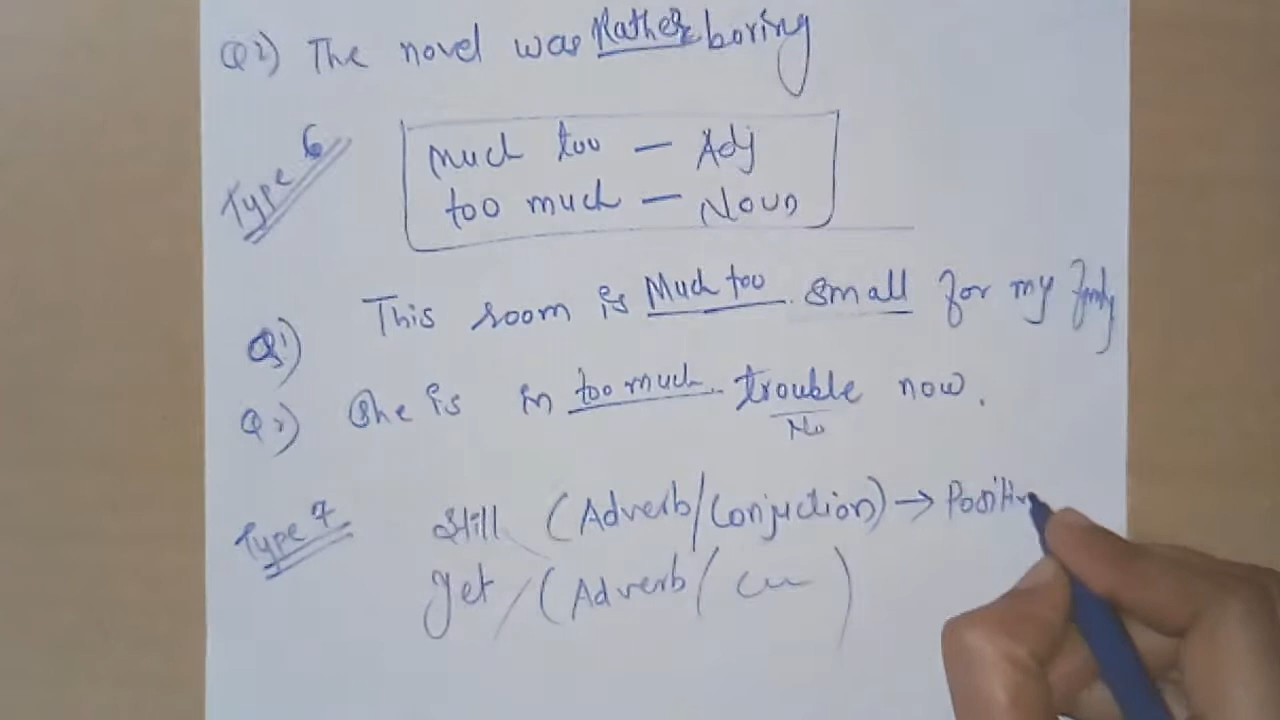 Q2) The novel was Rather boring
Type 6
Much too — Adj
too much — Noun
Q1) This room is Much too small for my family
Q2) She is in too much trouble now.
No
Type 7
Still (Adverb/Conjuction) → Positiv
Yet (Adverb/